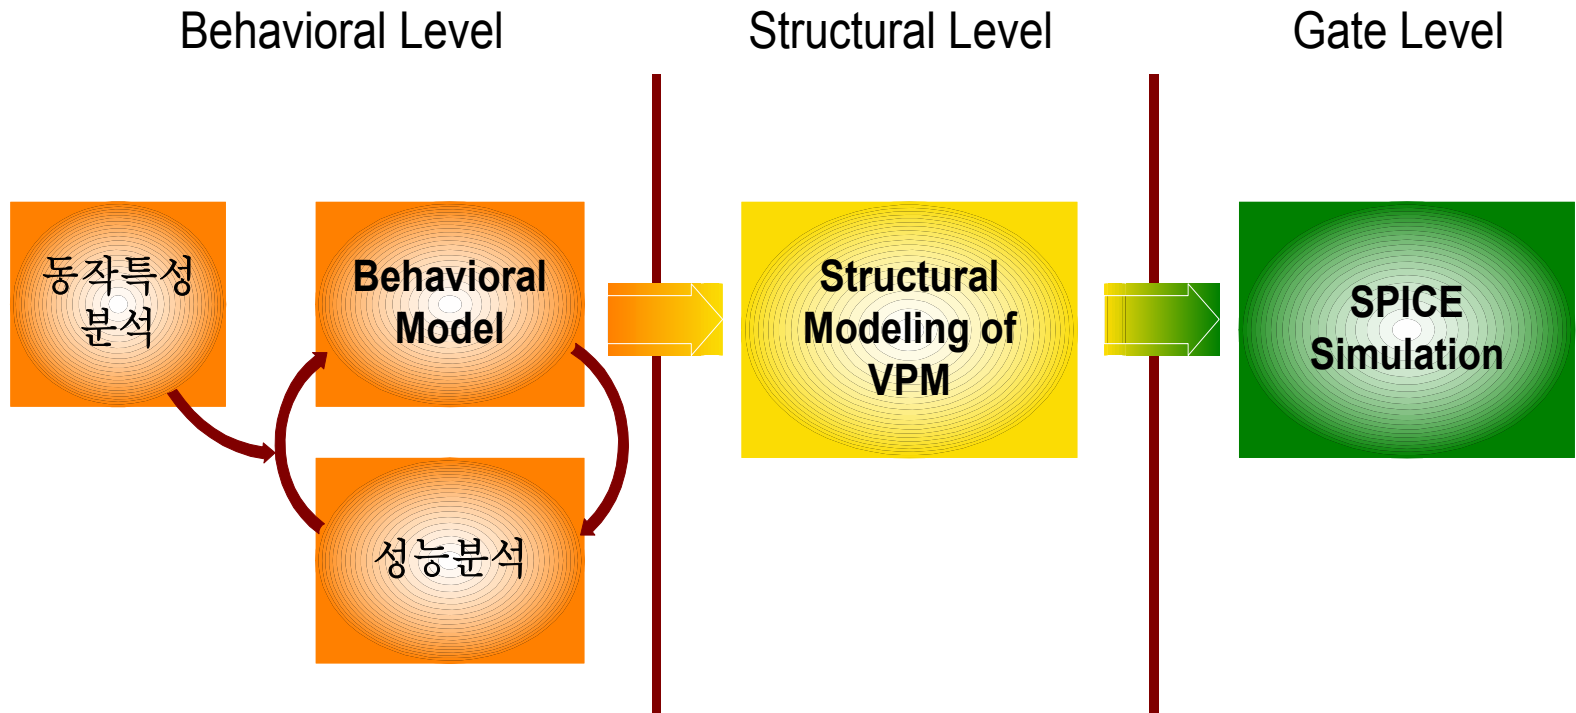 Behavioral Level
Structural Level
Gate Level
동작특성
분석
Behavioral
Model
성능분석
Structural
Modeling of
VPM
SPICE
Simulation